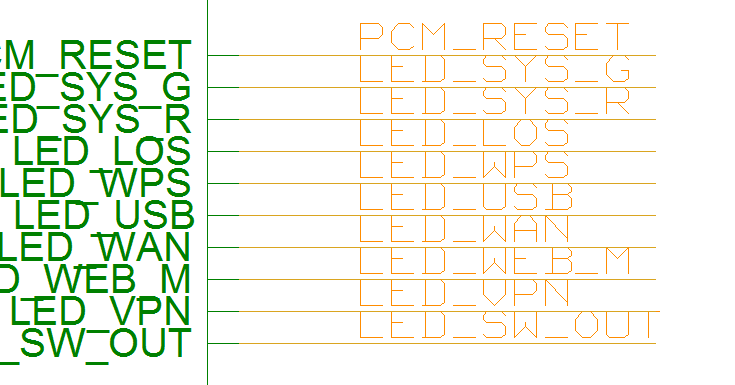 CM_RESET PCM_RESET
ED_SYS_G LED_SYS_G
ED_SYS_R LED_SYS_R
LED_LOS LED_LOS
LED_WPS LED_WPS
LED_USB LED_USB
LED_WAN LED_WAN
D_WEB_M LED_WEB_M
LED_VPN LED_VPN
_SW_OUT LED_SW_OUT